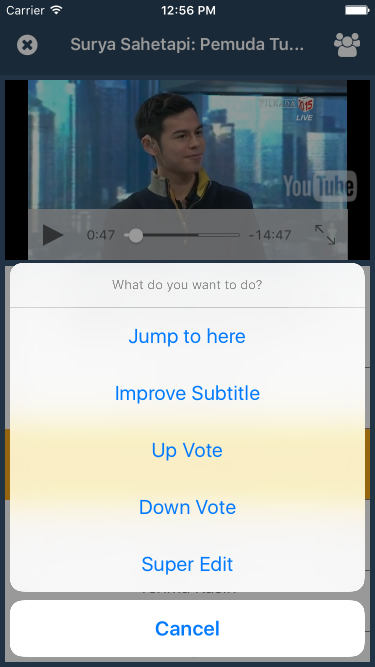 Carrier
12:56 PM
Surya Sahetapi: Pemuda Tu...
PILKADA 2015
LIVE
YouTube
0:47
-14:47
What do you want to do?
Jump to here
Improve Subtitle
Up Vote
Down Vote
Super Edit
Cancel